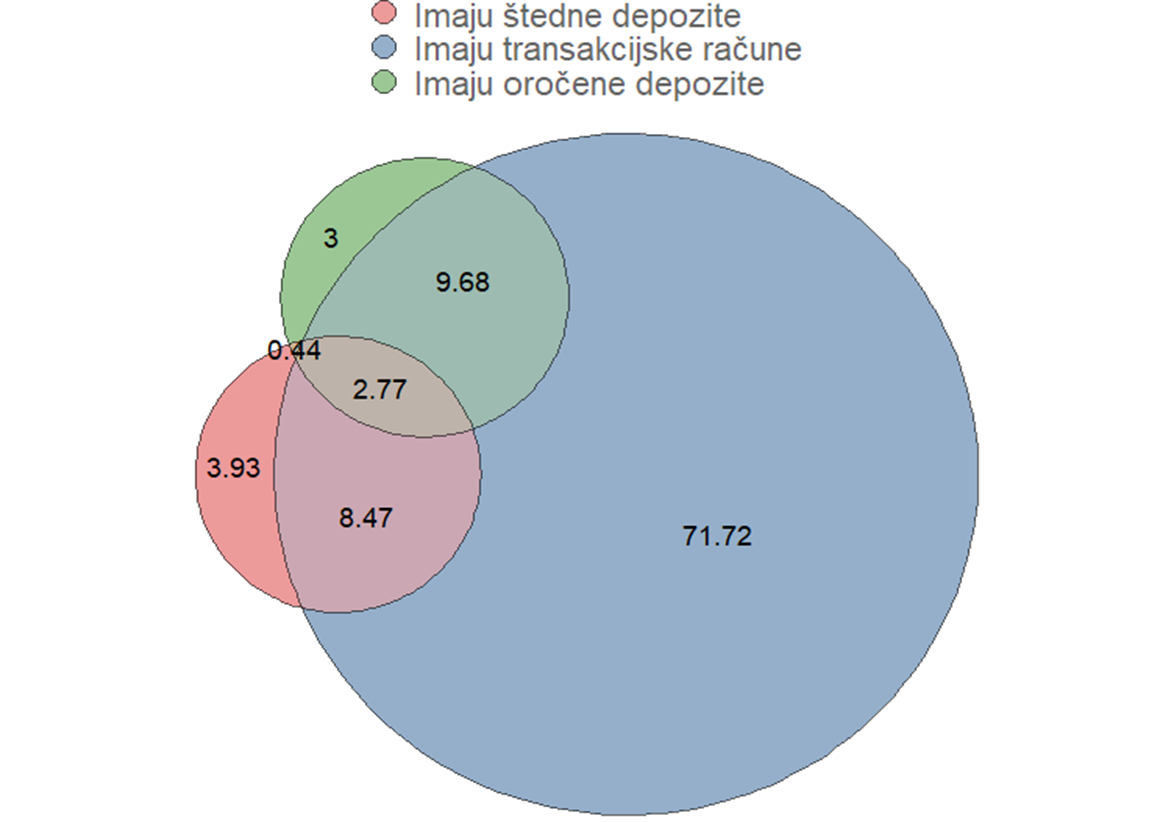 Imaju štedne depozite
Imaju transakcijske račune
Imaju oročene depozite
3
9.68
0.44
2.77
3.93
8.47
71.72